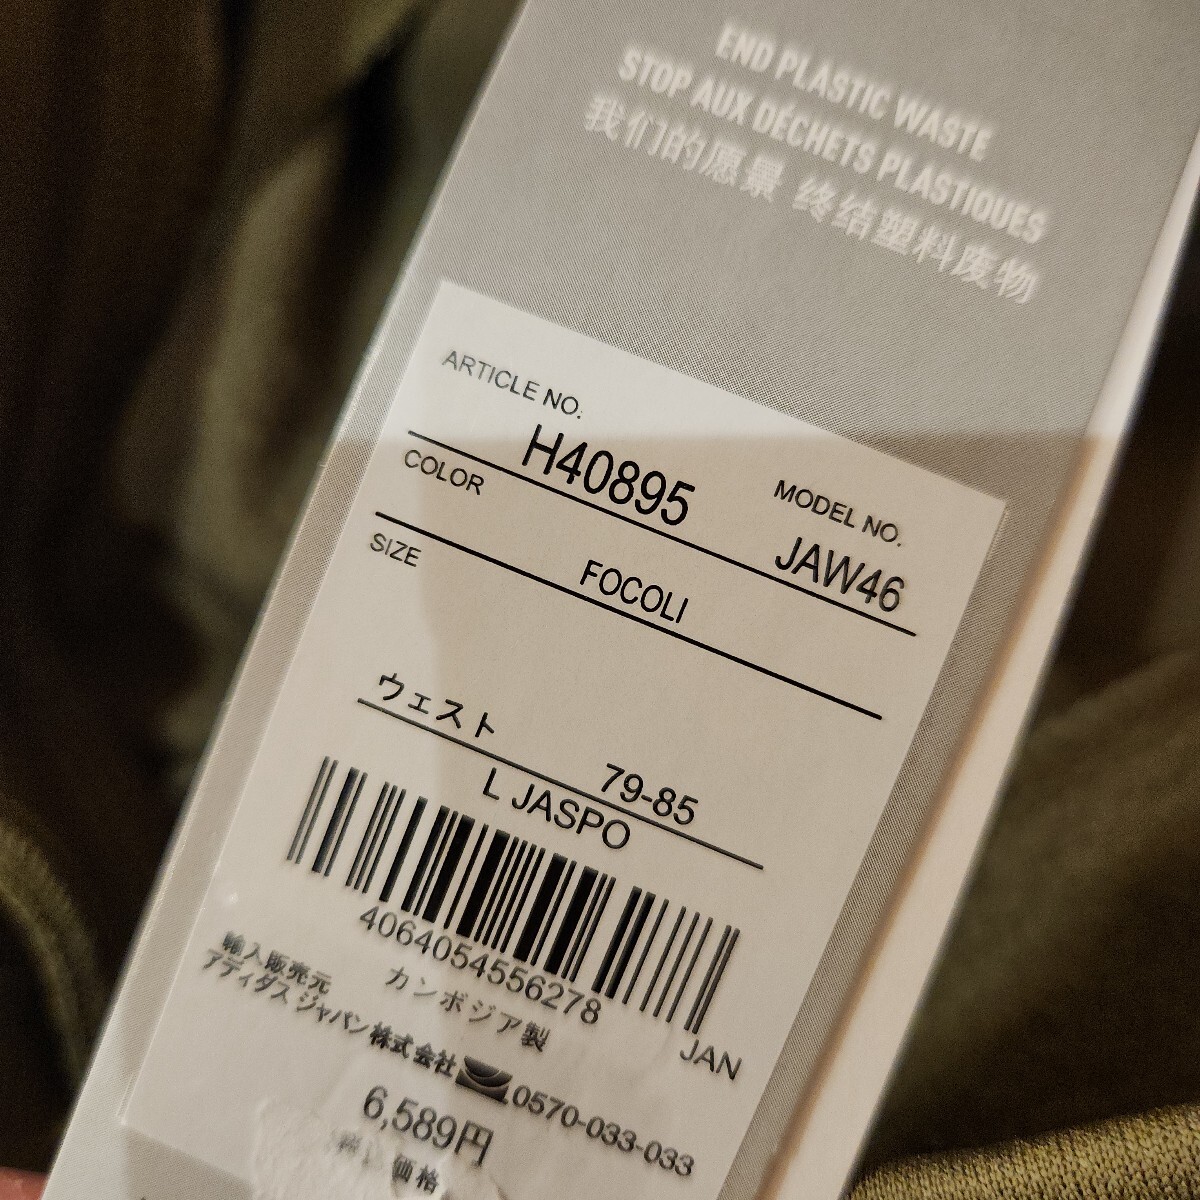 END PLASTIC WASTE
STOP AUX DÉCHETS PLASTIQUES
我们的愿景 终结塑料废物
ARTICLE NO.
H40895
MODEL NO.
JAW46
COLOR
FOCOLI
SIZE
ウェスト 79-85
L JASPO
4064054556278
JAN
カンボジア製
輸入販売元
アディダス ジャパン株式会社 0570-033-033
6,589円
価格